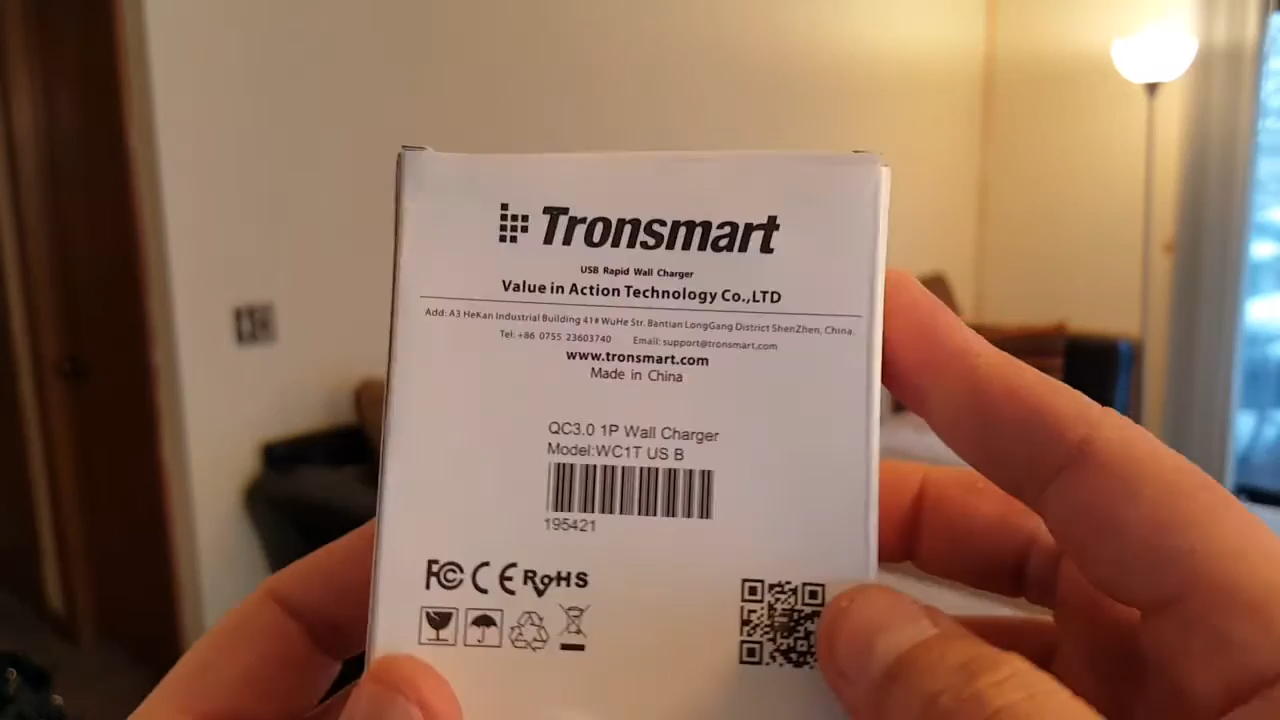 Tronsmart
USB Rapid Wall Charger
Value in Action Technology Co.,LTD
Add: A3 HeKan Industrial Building 41# WuHe Str. Bantian LongGang District ShenZhen, China.
Tel: +86 0755 23603740 Email: support@tronsmart.com
www.tronsmart.com
Made in China
QC3.0 1P Wall Charger
Model:WC1T US B
195421
FC CE RoHS